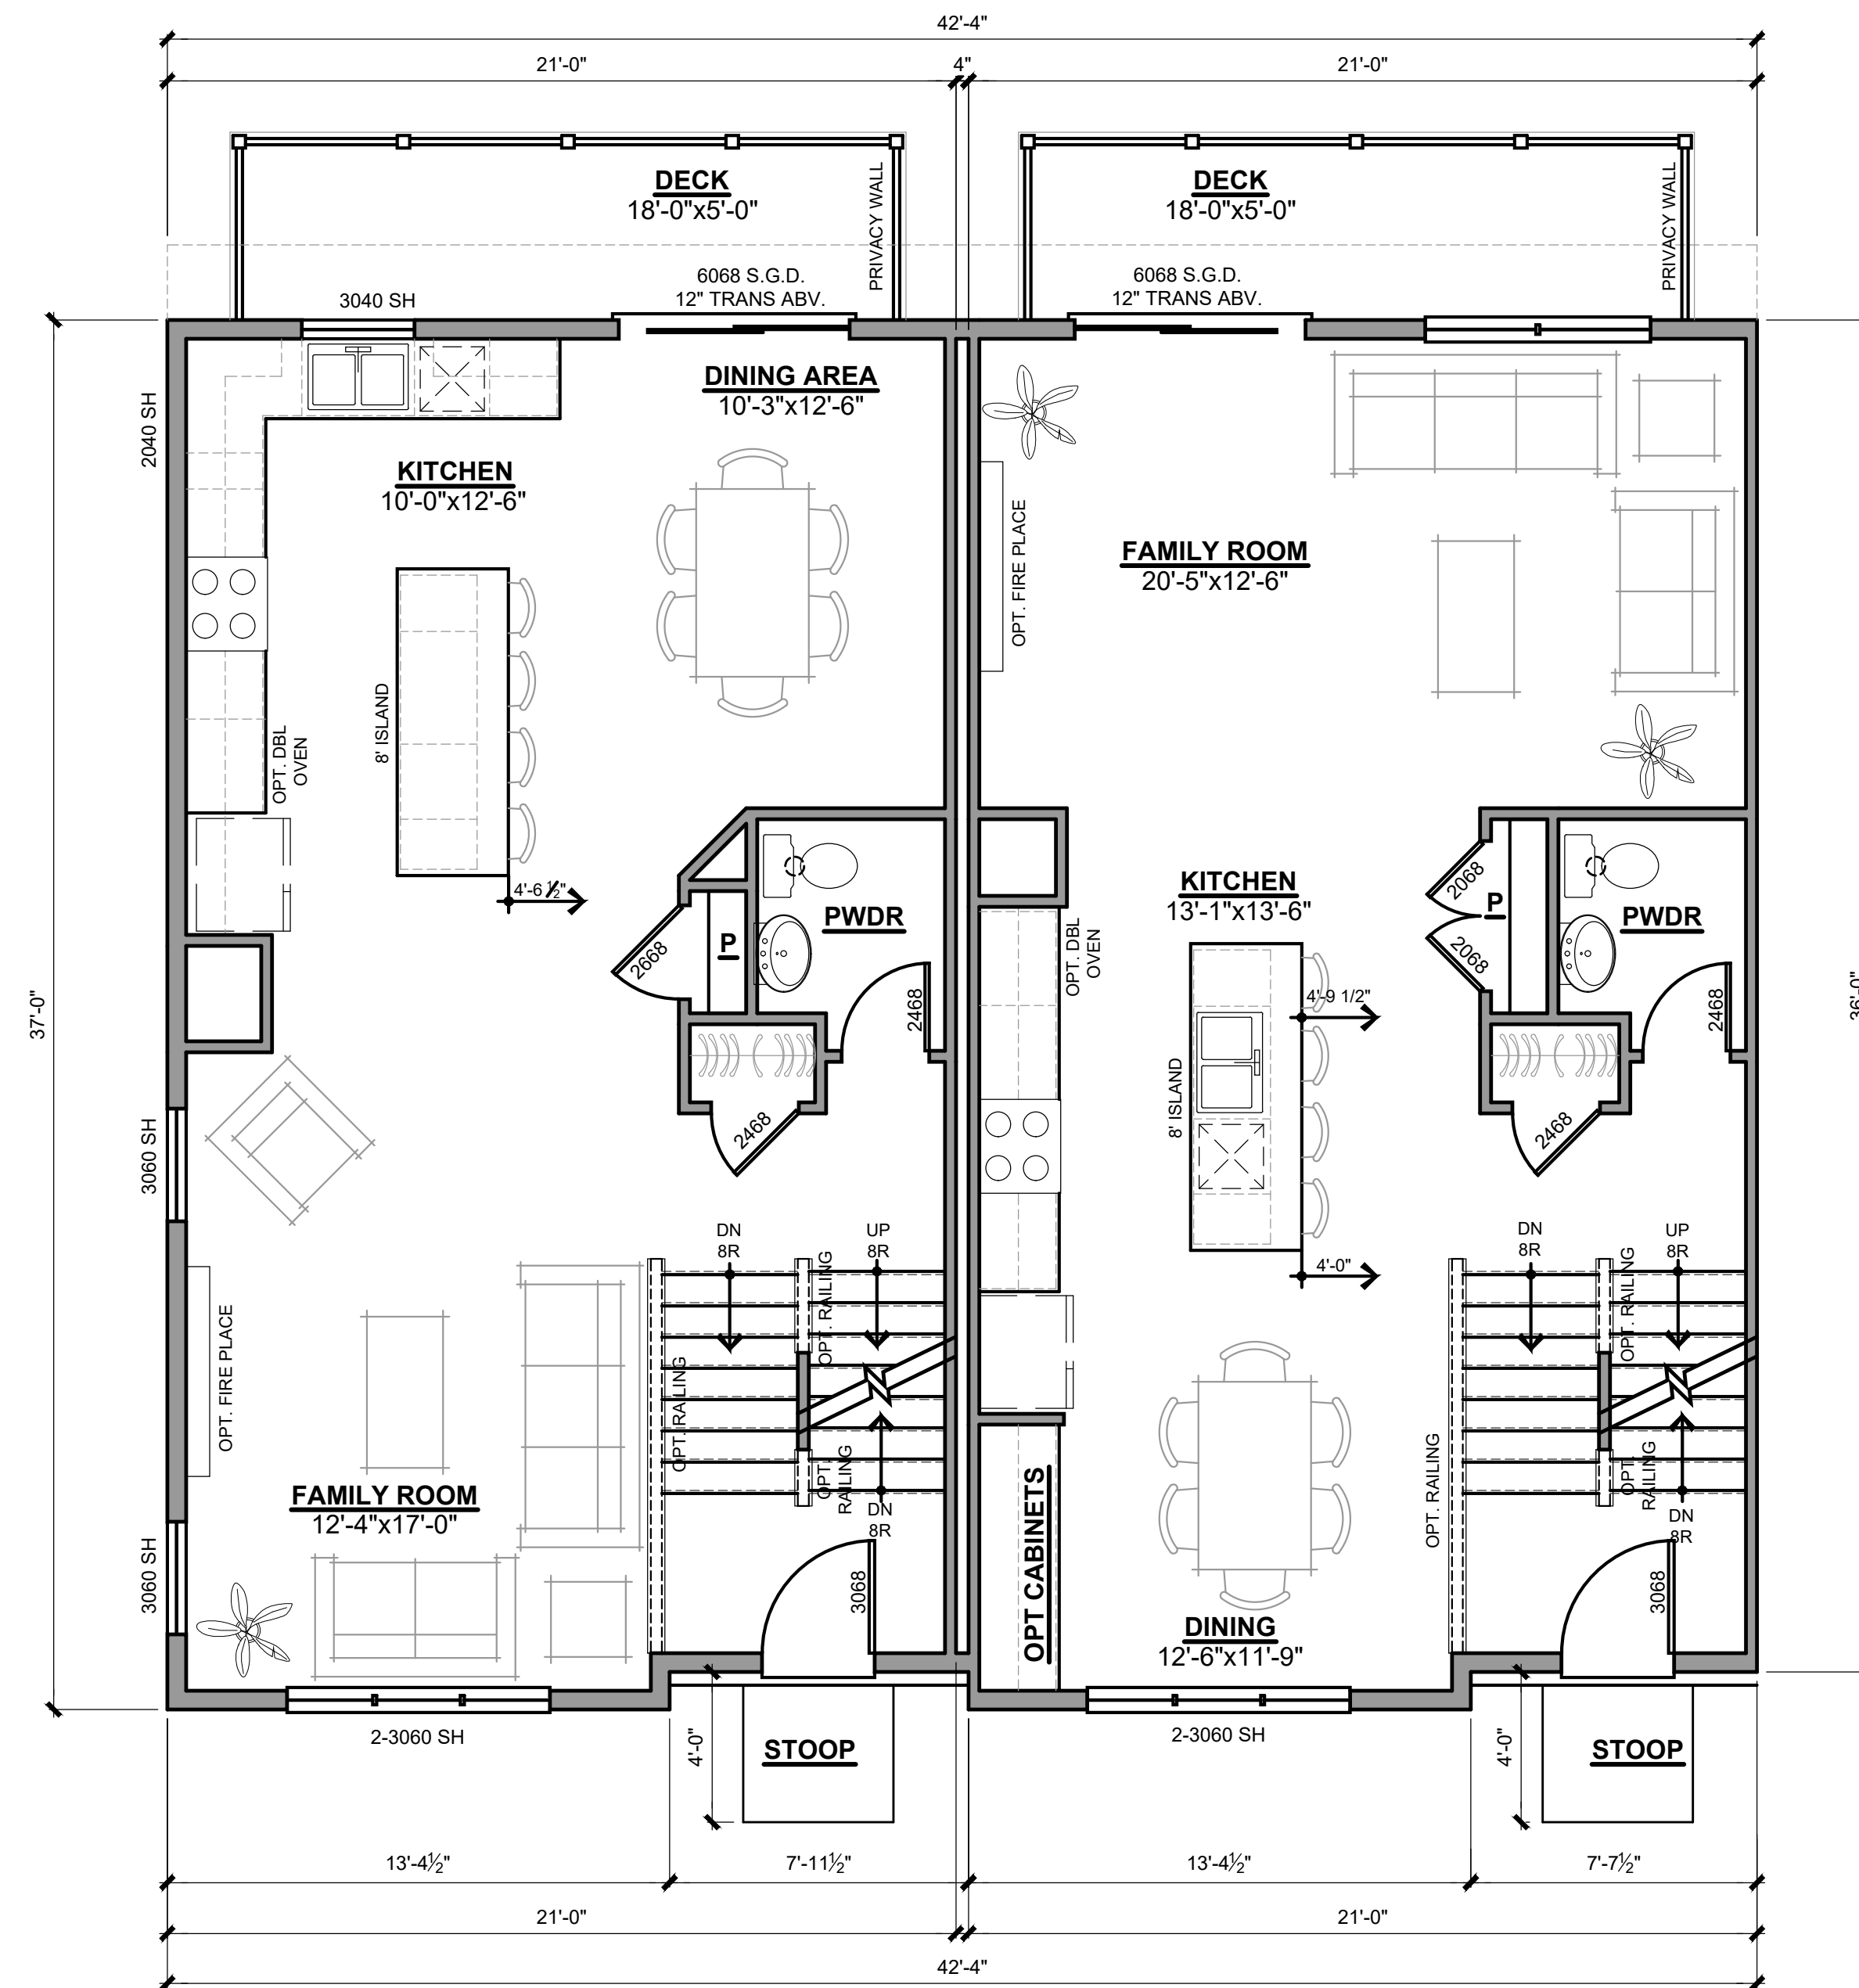 42'-4"
21'-0"
4"
21'-0"
DECK
18'-0"x5'-0"
PRIVACY WALL
DECK
18'-0"x5'-0"
PRIVACY WALL
3040 SH
6068 S.G.D.
12" TRANS ABV.
6068 S.G.D.
12" TRANS ABV.
2040 SH
DINING AREA
10'-3"x12'-6"
KITCHEN
10'-0"x12'-6"
OPT. FIRE PLACE
FAMILY ROOM
20'-5"x12'-6"
8' ISLAND
OPT. DBL
OVEN
4'-6 ½"
2668
P
PWDR
2468
2468
KITCHEN
13'-1"x13'-6"
OPT. DBL
OVEN
2068
P
2068
PWDR
2468
2468
4'-9 1/2"
8' ISLAND
4'-0"
37'-0"
36'-0"
3060 SH
DN
8R
UP
8R
OPT. RAILING
OPT. RAILING
OPT.
RAILING
DN
8R
OPT. FIRE PLACE
FAMILY ROOM
12'-4"x17'-0"
3060 SH
3068
DN
8R
UP
8R
OPT. RAILING
OPT. RAILING
OPT.
RAILING
DN
8R
OPT CABINETS
DINING
12'-6"x11'-9"
3068
2-3060 SH
4'-0"
STOOP
2-3060 SH
4'-0"
STOOP
13'-4½"
7'-11½"
13'-4½"
7'-7½"
21'-0"
21'-0"
42'-4"